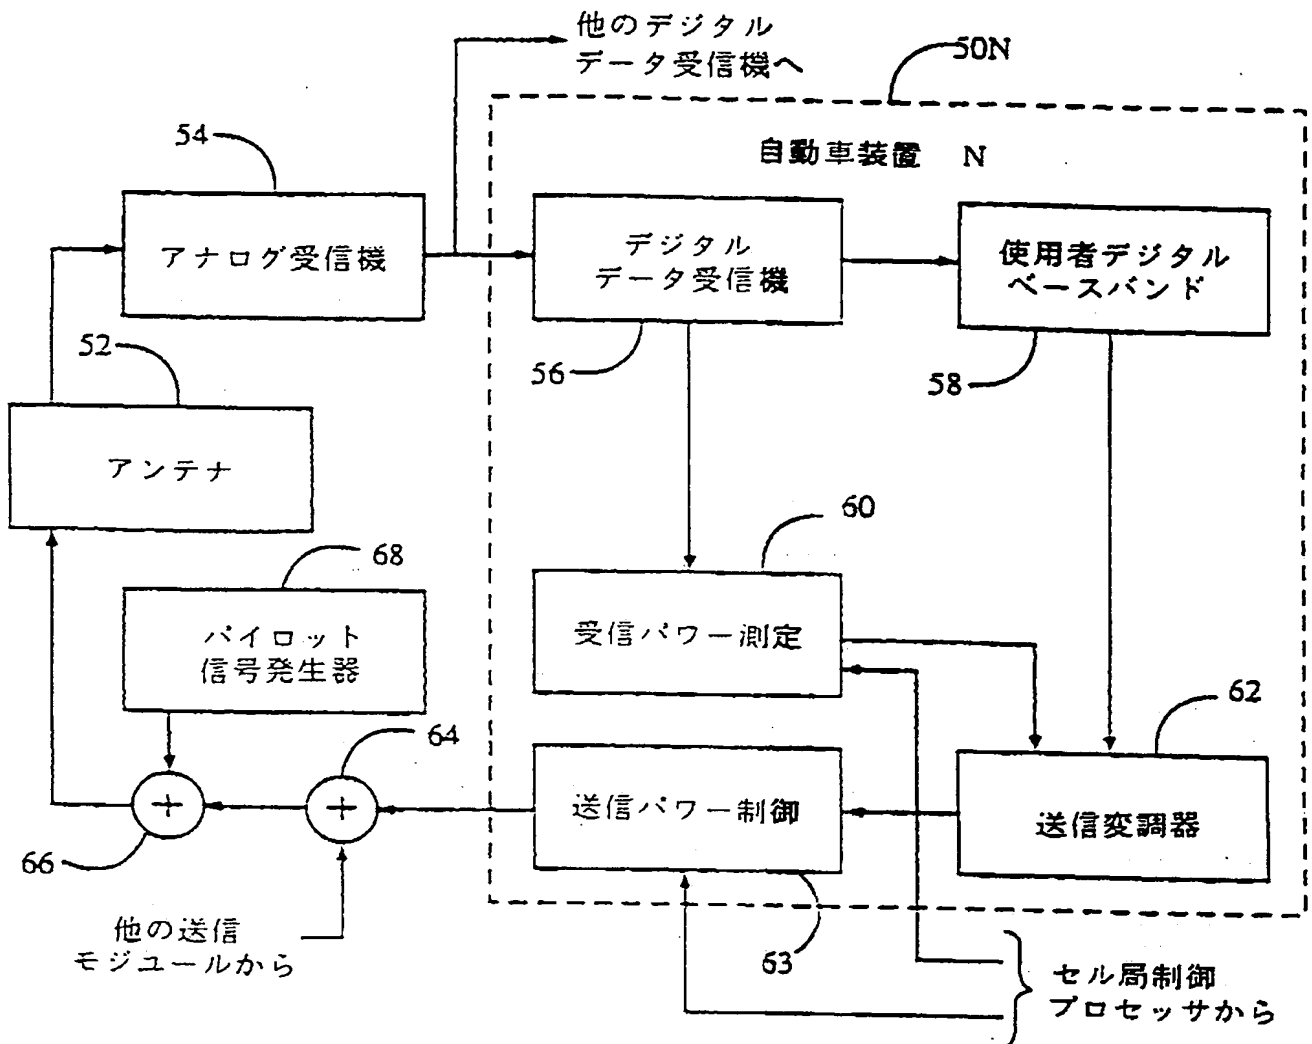 他のデジタル
データ受信機へ
50N
自動車装置 N
54
アナログ受信機
デジタル
データ受信機
使用者デジタル
ベースバンド
52
56
58
アンテナ
60
68
パイロット
信号発生器
受信パワー測定
62
64
送信パワー制御
送信変調器
+
+
66
他の送信
モジユールから
63
セル局制御
プロセッサから